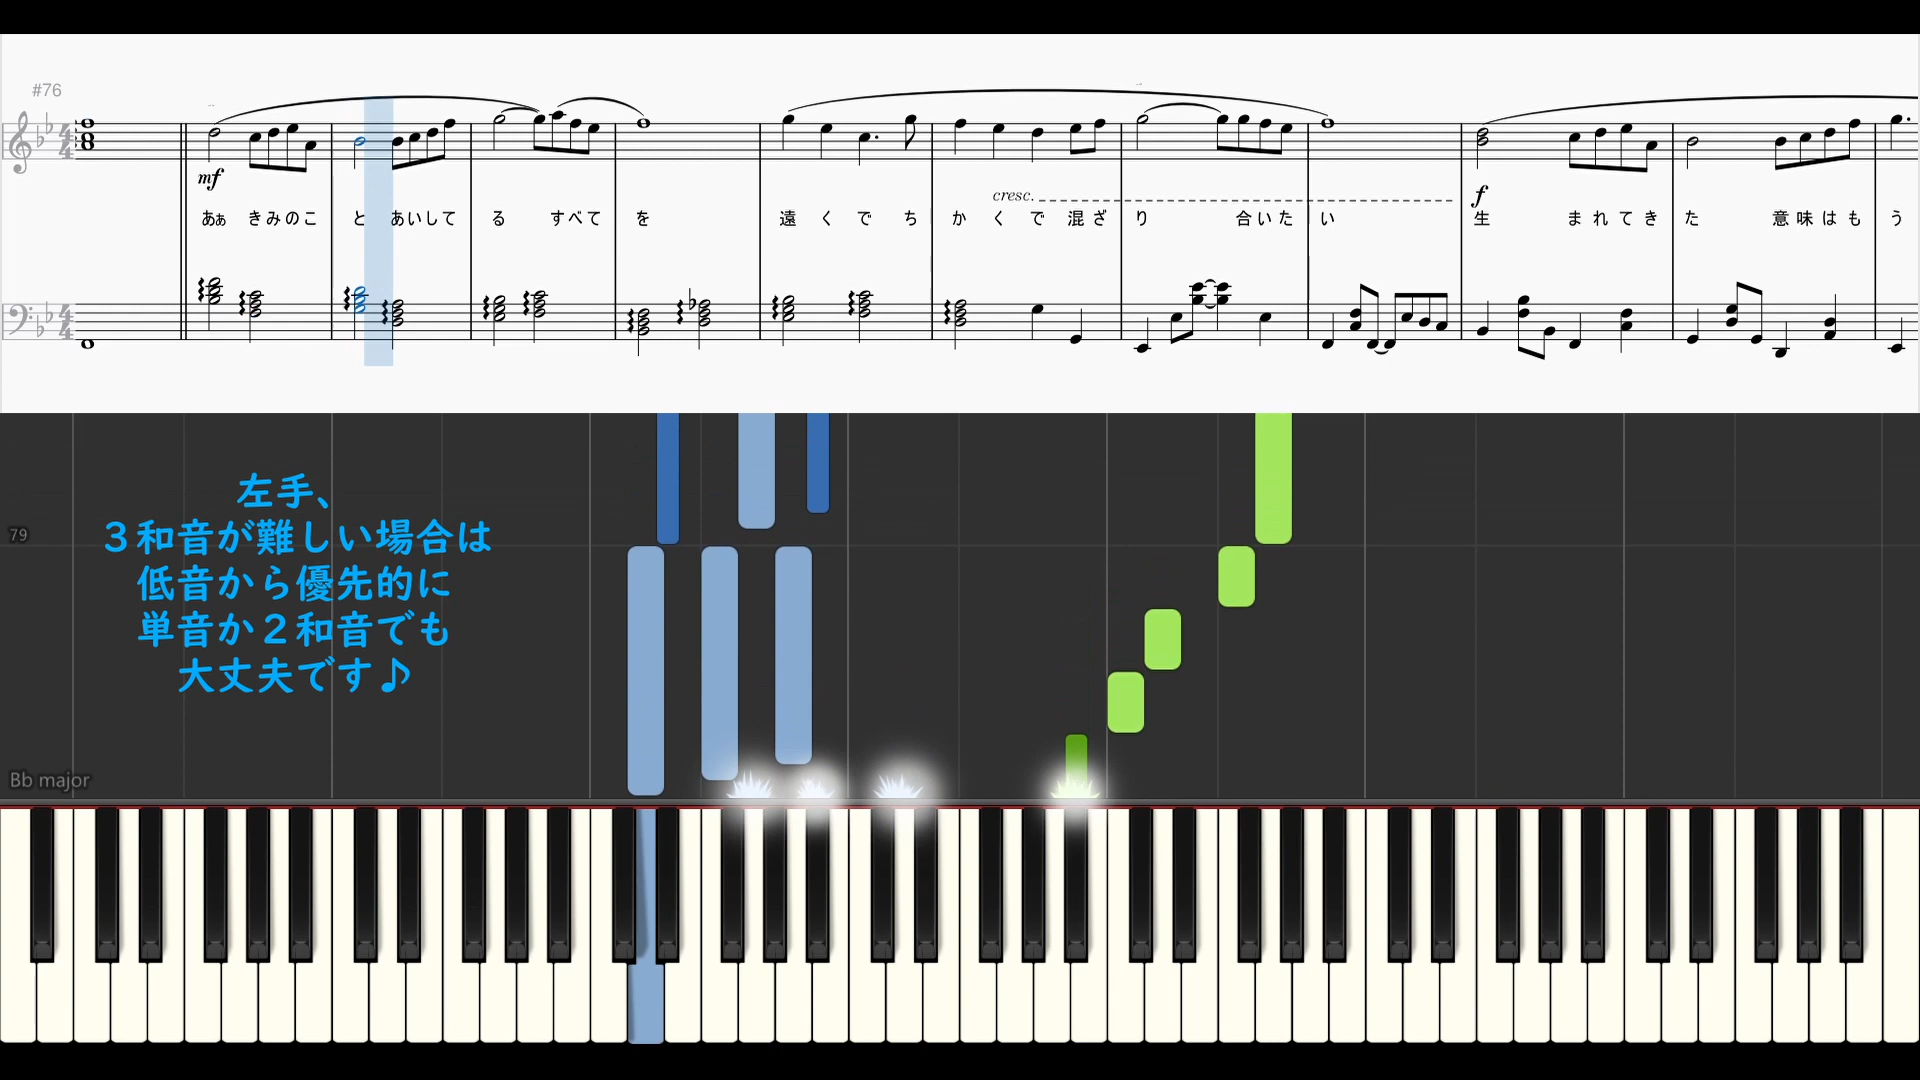 #76
mf
cresc.
f
あぁ きみのこと あいしてる すべてを 遠くでちかくで混ざり 合いたい 生まれてきた 意味はもう
左手、
３和音が難しい場合は
低音から優先的に
単音か２和音でも
大丈夫です♪
79
Bb major